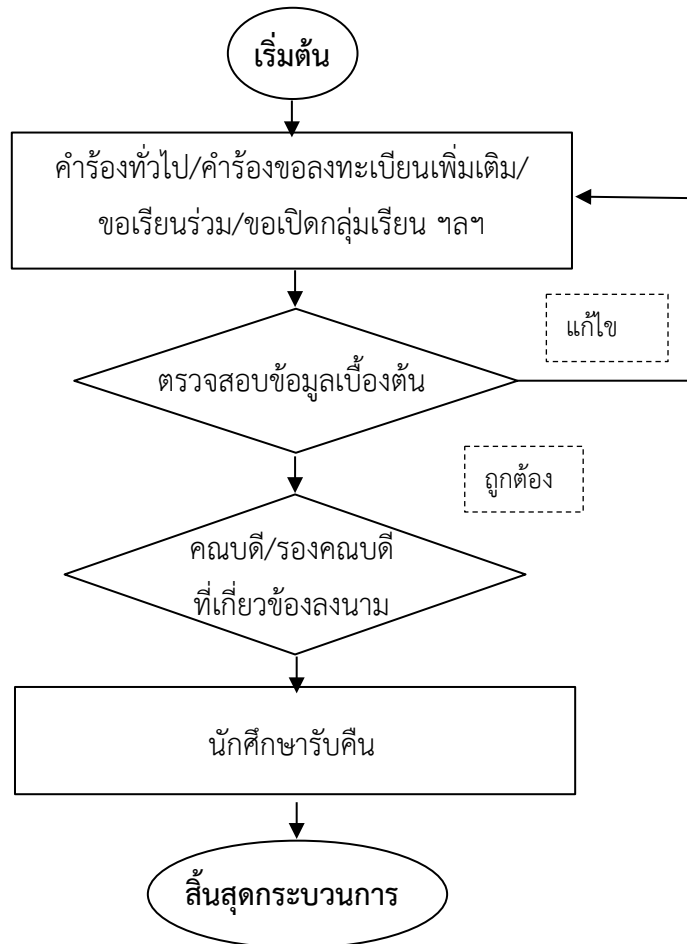 เริ่มต้น
คำร้องทั่วไป/คำร้องขอลงทะเบียนเพิ่มเติม/
ขอเรียนร่วม/ขอเปิดกลุ่มเรียน ฯลฯ
แก้ไข
ตรวจสอบข้อมูลเบื้องต้น
ถูกต้อง
คณบดี/รองคณบดี
ที่เกี่ยวข้องลงนาม
นักศึกษารับคืน
สิ้นสุดกระบวนการ